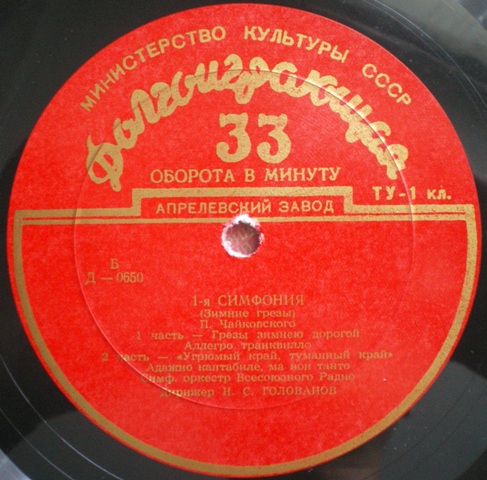 МИНИСТЕРСТВО КУЛЬТУРЫ СССР
Долгоиграющая
33
ОБОРОТА В МИНУТУ
ТУ-1 кл.
АПРЕЛЕВСКИЙ ЗАВОД
Б
Д — 0650
1-я СИМФОНИЯ
(Зимние грезы)
П. Чайковского
1 часть — Грезы зимнею дорогой
Аллегро транквилло
2 часть — «Угрюмый край, туманный край»
Адажио кантабиле, ма нон танто
Симф. оркестр Всесоюзного Радио
Дирижер Н. С. ГОЛОВАНОВ